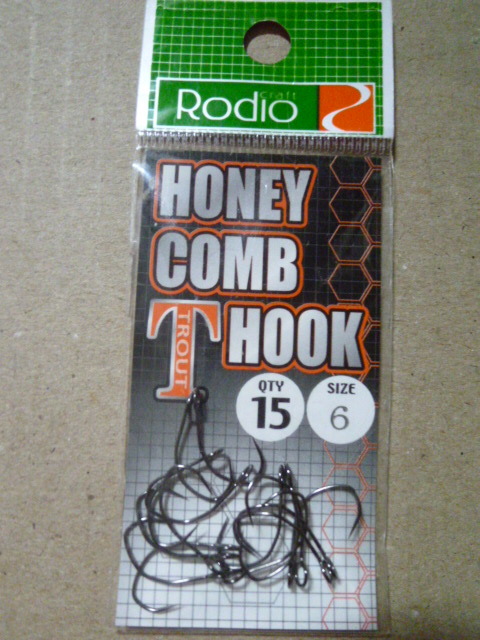 craft
Rodio
HONEY
COMB
T TROUT HOOK
QTY SIZE
15 6